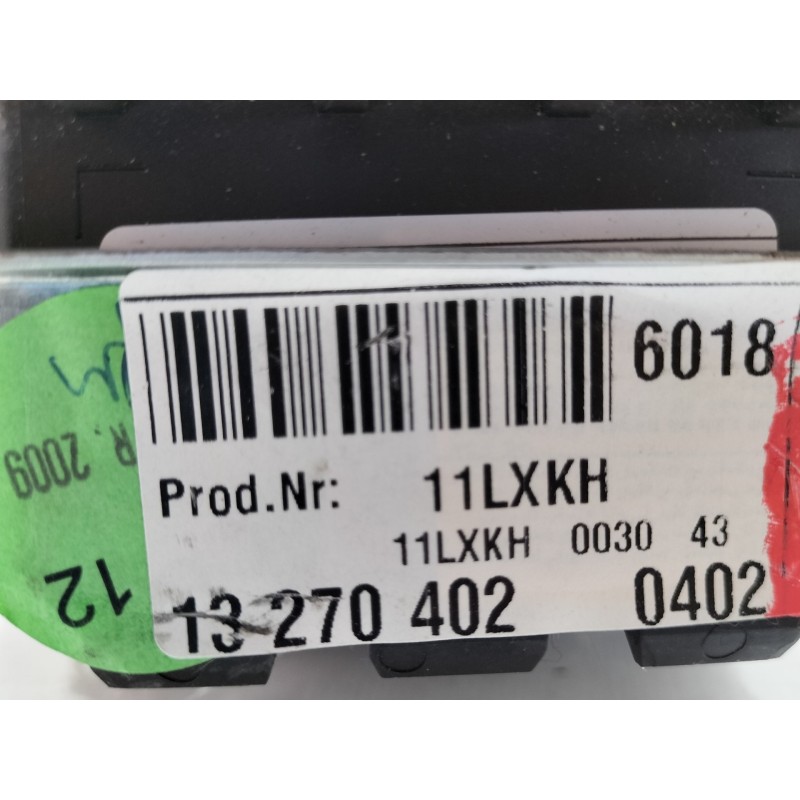 6018
Prod.Nr: 11LXKH
11LXKH 0030 43
13 270 402 0402
R. 2009
12